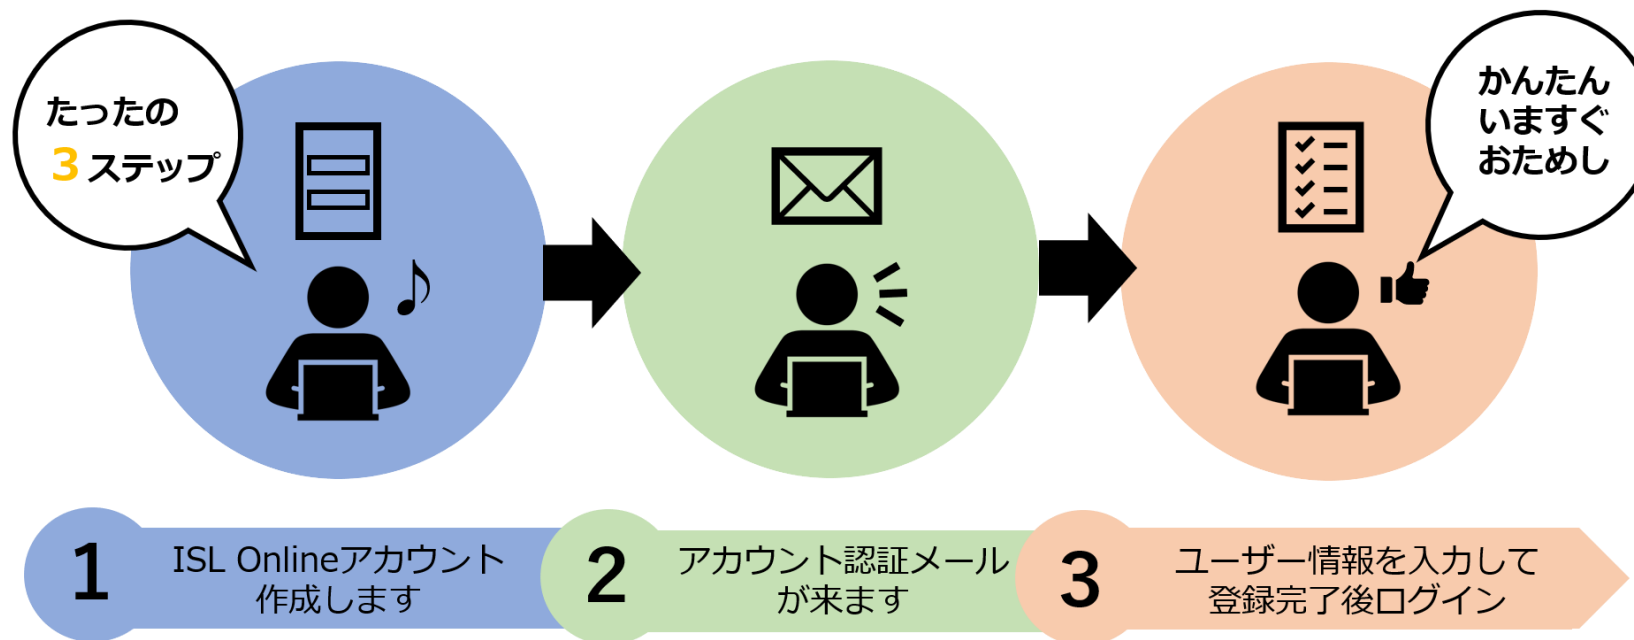 たったの
3 ステップ
かんたん
いますぐ
おためし
1
ISL Onlineアカウント
作成します
2
アカウント認証メール
が来ます
3
ユーザー情報を入力して
登録完了後ログイン